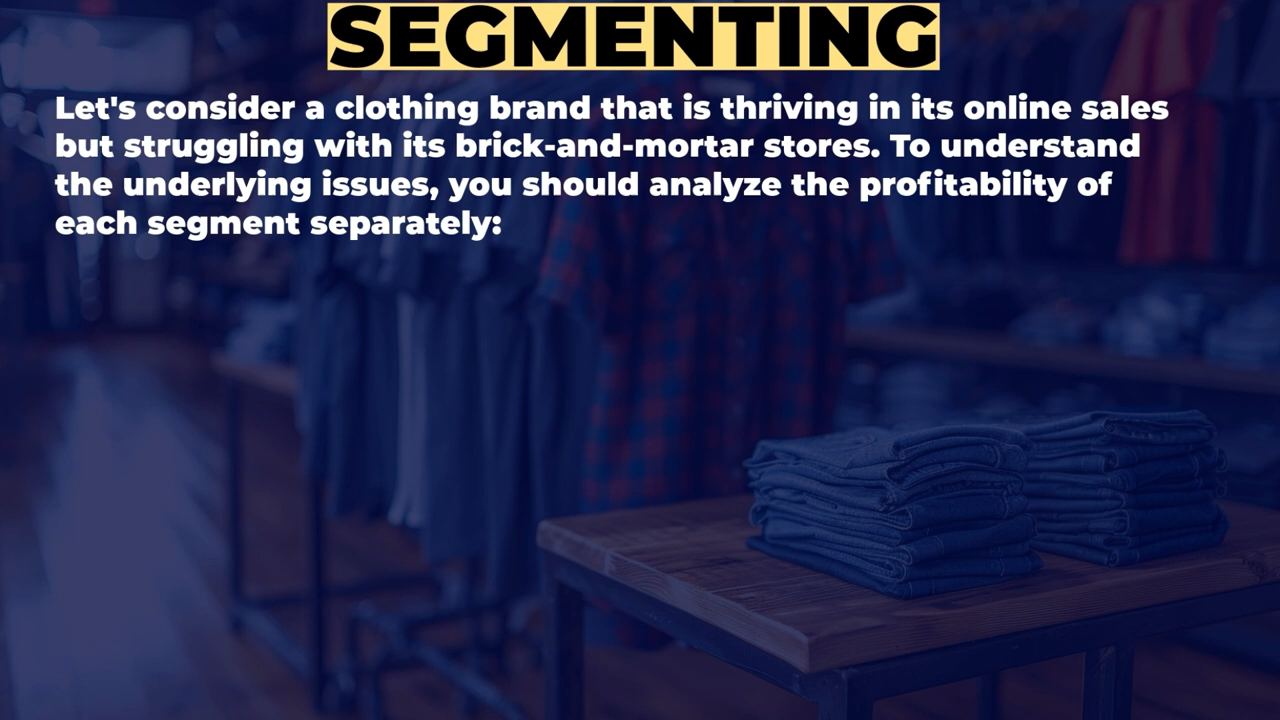 SEGMENTING
Let's consider a clothing brand that is thriving in its online sales
but struggling with its brick-and-mortar stores. To understand
the underlying issues, you should analyze the profitability of
each segment separately: